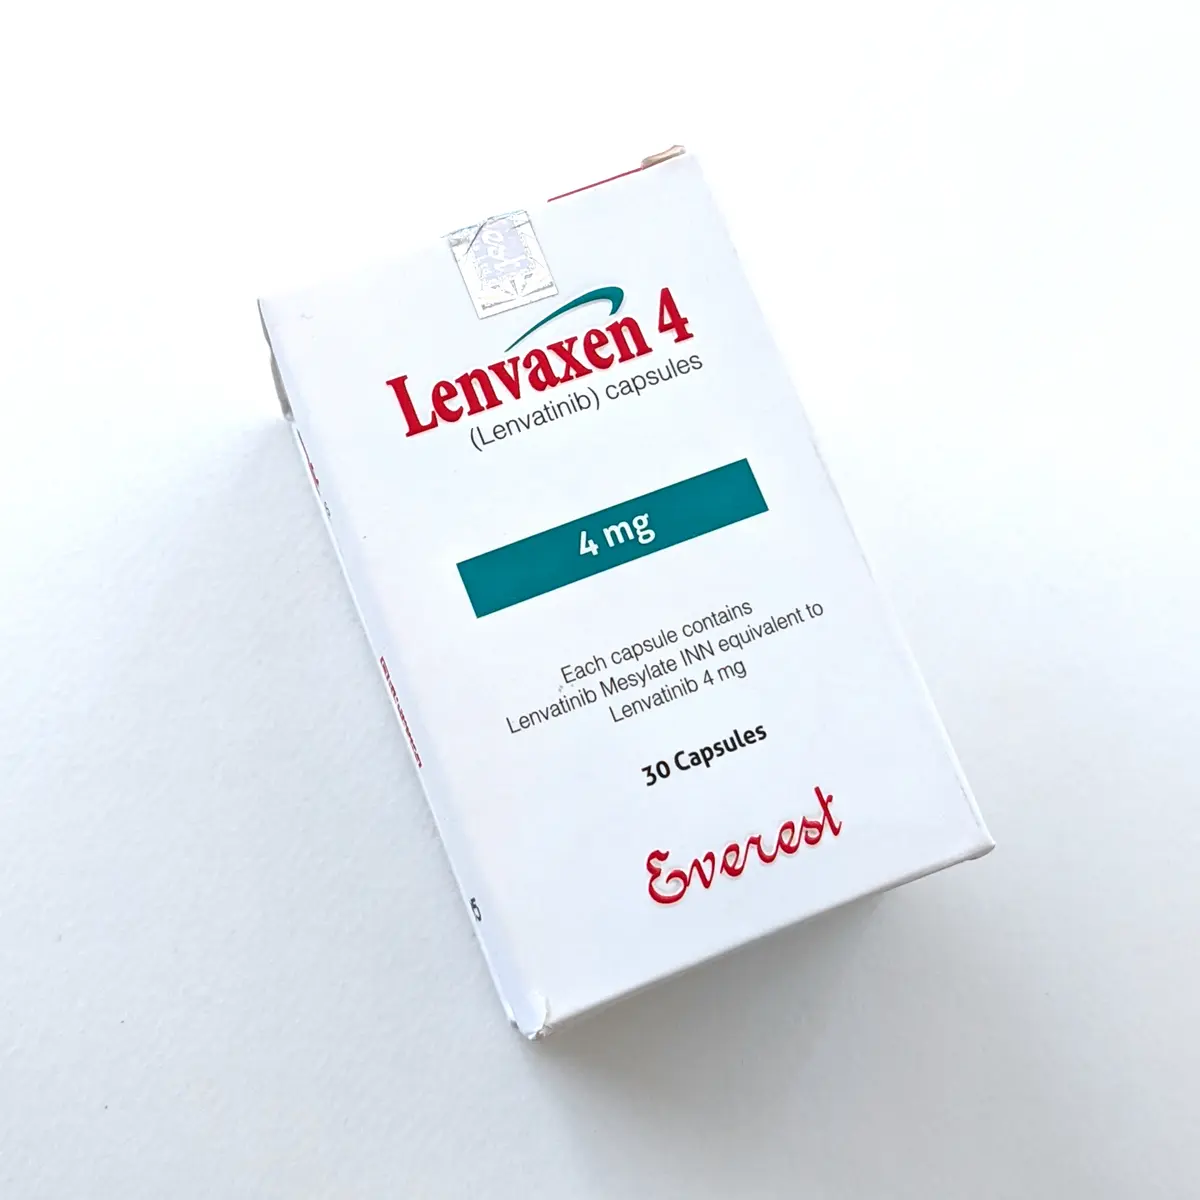 Lenvaxen 4
(Lenvatinib) capsules
4 mg
Each capsule contains
Lenvatinib Mesylate INN equivalent to
Lenvatinib 4 mg
30 Capsules
Everest